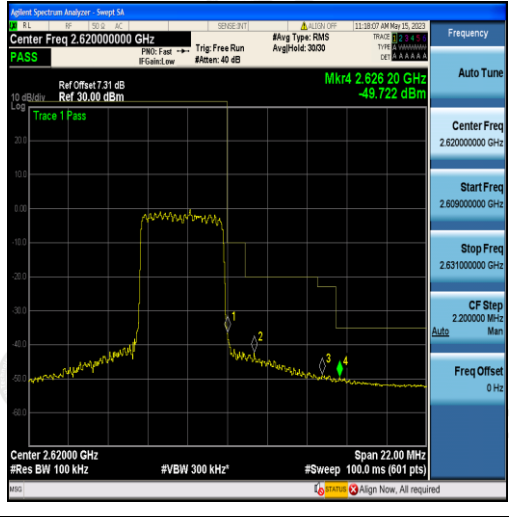 Agilent Spectrum Analyzer - Swept SA
RL RF 50 Ω AC SENSE:INT ALIGN OFF 11:18:07 AM May 15, 2023
Center Freq 2.620000000 GHz
PASS
PNO: Fast
IFGain:Low
Trig: Free Run
#Atten: 40 dB
#Avg Type: RMS
Avg|Hold: 30/30
TRACE 1 2 3 4 5 6
TYPE A WWWWW
DET A A A A A A
Ref Offset 7.31 dB
10 dB/div Ref 30.00 dBm
Log
Mkr4 2.626 20 GHz
-49.722 dBm
Trace 1 Pass
20.0
10.0
0.00
-10.0
-20.0
-30.0
-40.0
-50.0
-60.0
1
2
3
4
Center 2.62000 GHz
#Res BW 100 kHz
#VBW 300 kHz*
Span 22.00 MHz
#Sweep 100.0 ms (601 pts)
MSG
STATUS
Align Now, All required
Frequency
Auto Tune
Center Freq
2.620000000 GHz
Start Freq
2.609000000 GHz
Stop Freq
2.631000000 GHz
CF Step
2.200000 MHz
Auto Man
Freq Offset
0 Hz